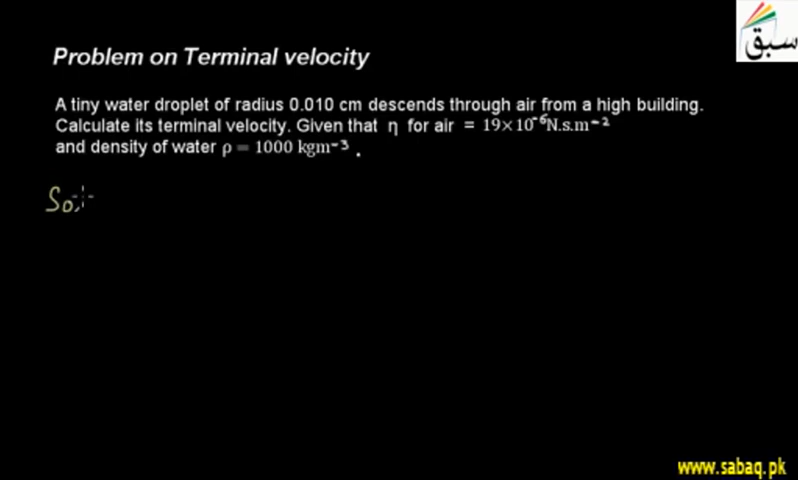 سبق
Problem on Terminal velocity
A tiny water droplet of radius 0.010 cm descends through air from a high building.
Calculate its terminal velocity. Given that η for air = 19×10⁻⁶N.s.m⁻²
and density of water ρ = 1000 kgm⁻³ .
So
www.sabaq.pk